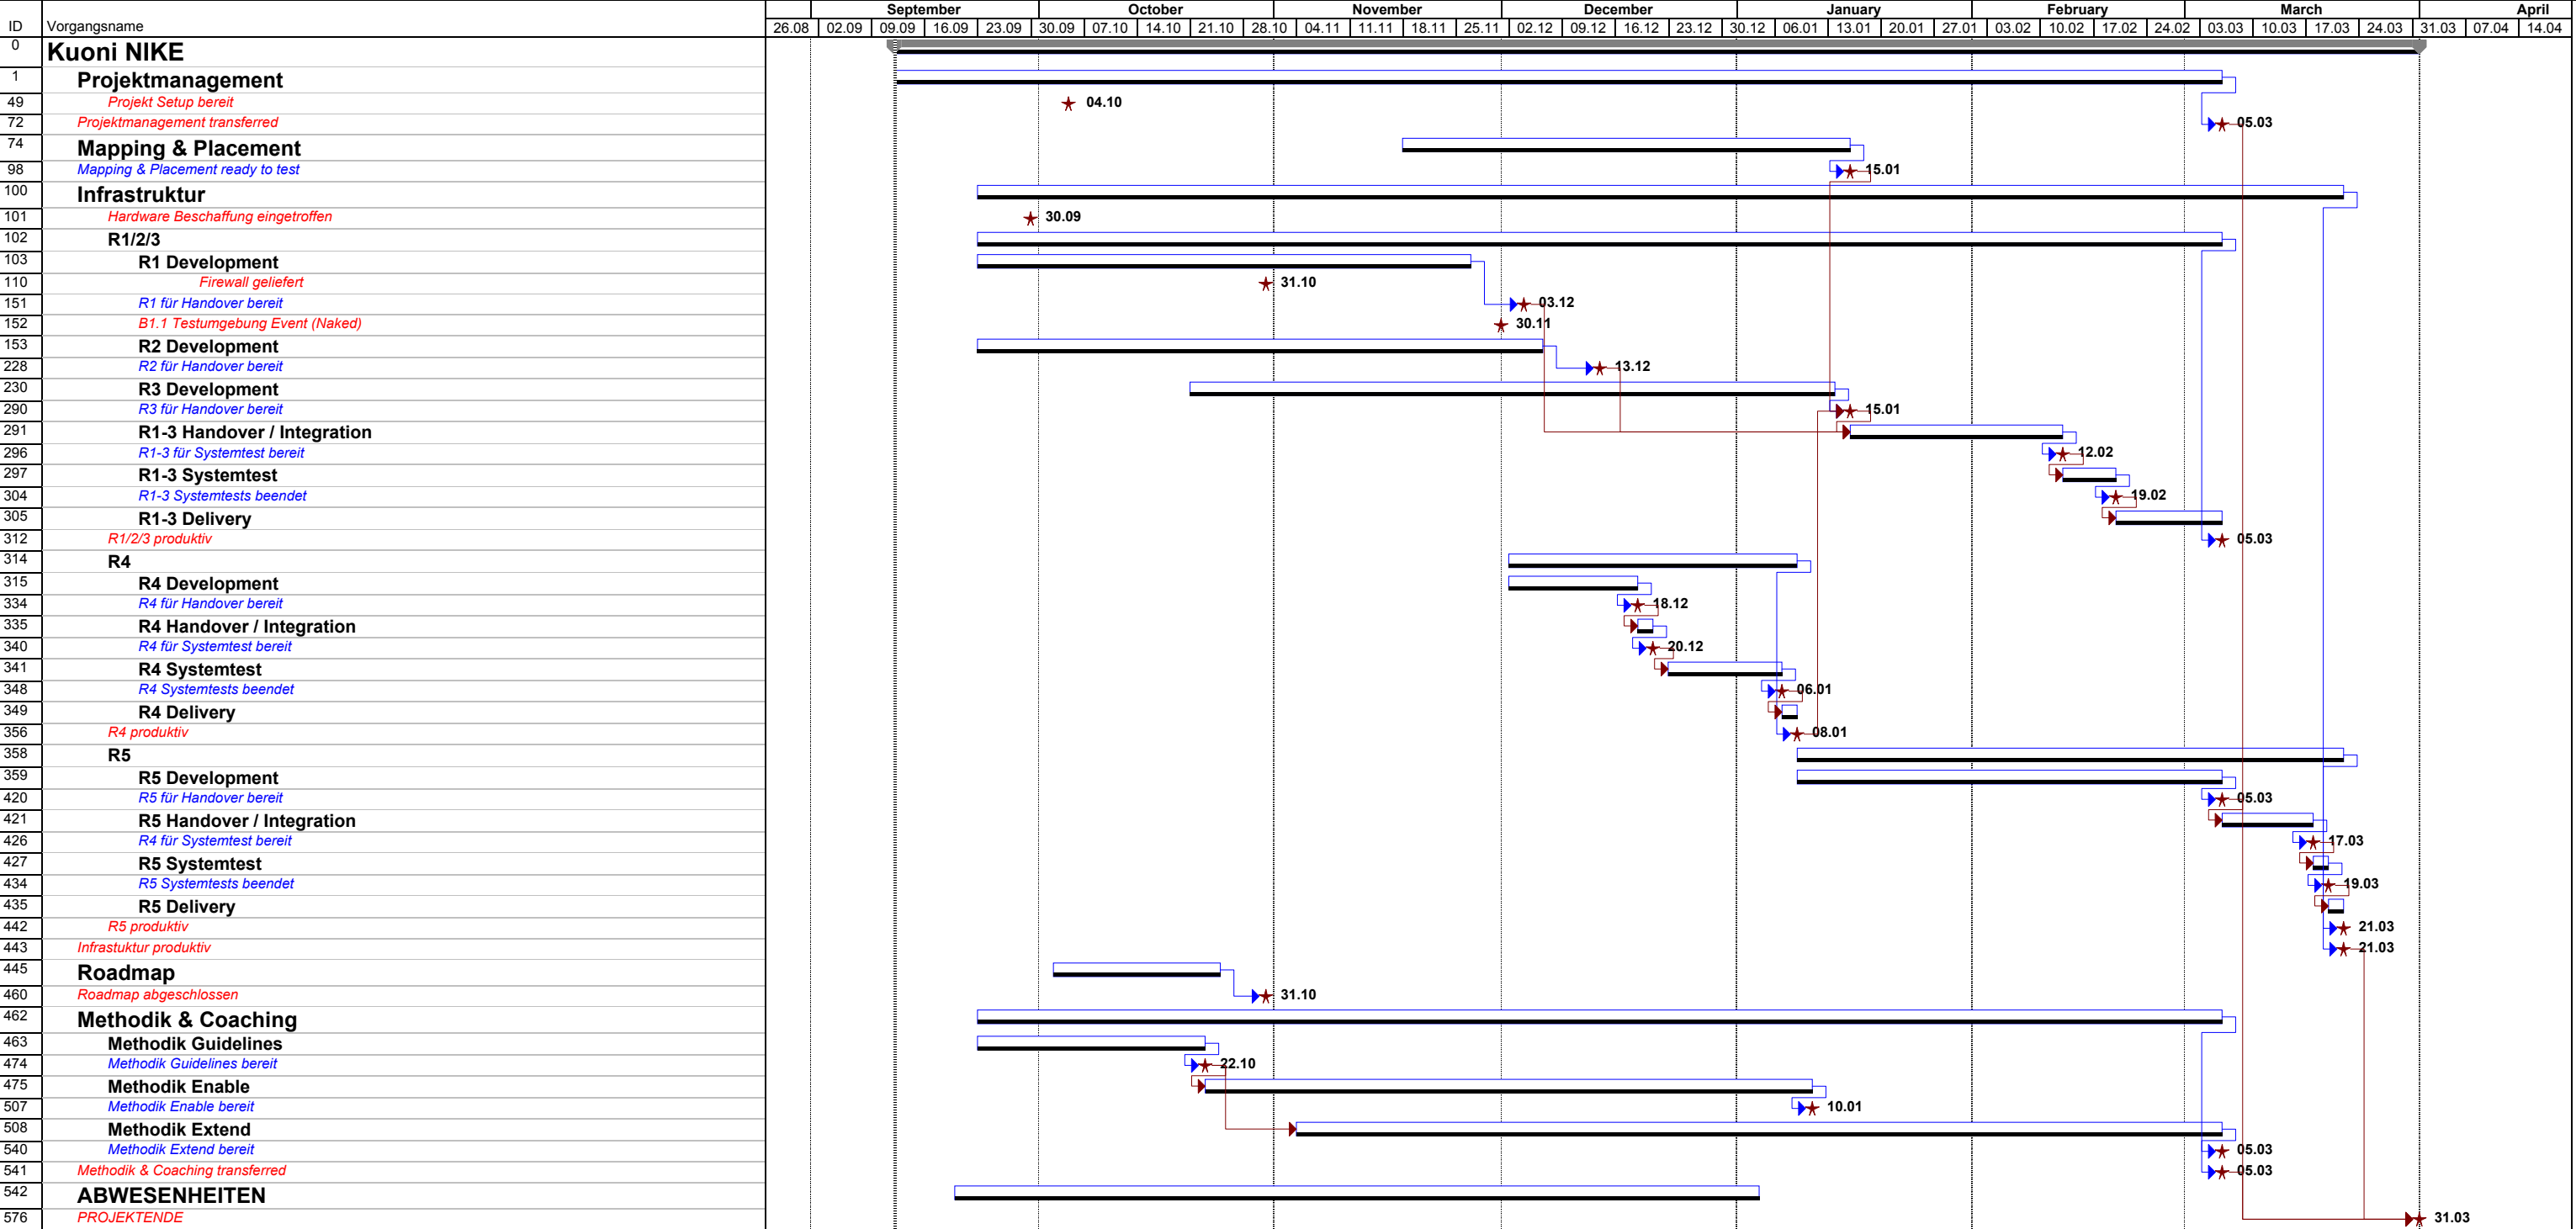 September October November December January February March April
ID Vorgangsname 26.08 02.09 09.09 16.09 23.09 30.09 07.10 14.10 21.10 28.10 04.11 11.11 18.11 25.11 02.12 09.12 16.12 23.12 30.12 06.01 13.01 20.01 27.01 03.02 10.02 17.02 24.02 03.03 10.03 17.03 24.03 31.03 07.04 14.04
0 Kuoni NIKE
1 Projektmanagement
49 Projekt Setup bereit 04.10
72 Projektmanagement transferred 05.03
74 Mapping & Placement
98 Mapping & Placement ready to test 15.01
100 Infrastruktur
101 Hardware Beschaffung eingetroffen 30.09
102 R1/2/3
103 R1 Development
110 Firewall geliefert 31.10
151 R1 für Handover bereit 03.12
152 B1.1 Testumgebung Event (Naked) 30.11
153 R2 Development
228 R2 für Handover bereit 13.12
230 R3 Development
290 R3 für Handover bereit 15.01
291 R1-3 Handover / Integration
296 R1-3 für Systemtest bereit 12.02
297 R1-3 Systemtest
304 R1-3 Systemtests beendet 19.02
305 R1-3 Delivery
312 R1/2/3 produktiv 05.03
314 R4
315 R4 Development
334 R4 für Handover bereit 18.12
335 R4 Handover / Integration
340 R4 für Systemtest bereit 20.12
341 R4 Systemtest
348 R4 Systemtests beendet 06.01
349 R4 Delivery
356 R4 produktiv 08.01
358 R5
359 R5 Development
420 R5 für Handover bereit 05.03
421 R5 Handover / Integration
426 R4 für Systemtest bereit 17.03
427 R5 Systemtest
434 R5 Systemtests beendet 19.03
435 R5 Delivery
442 R5 produktiv 21.03
443 Infrastuktur produktiv 21.03
445 Roadmap
460 Roadmap abgeschlossen 31.10
462 Methodik & Coaching
463 Methodik Guidelines
474 Methodik Guidelines bereit 22.10
475 Methodik Enable
507 Methodik Enable bereit 10.01
508 Methodik Extend
540 Methodik Extend bereit 05.03
541 Methodik & Coaching transferred 05.03
542 ABWESENHEITEN
576 PROJEKTENDE 31.03